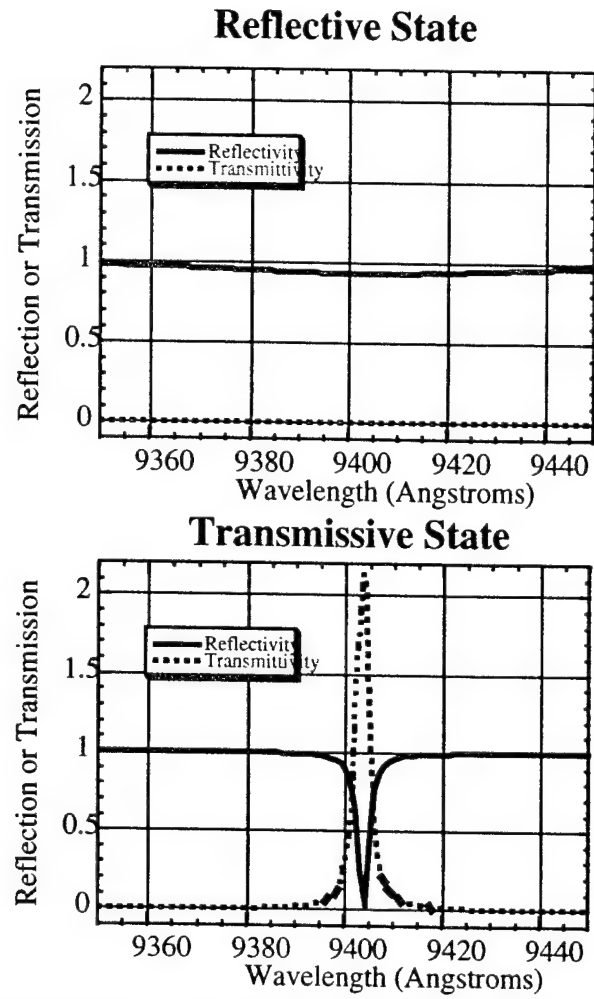 Reflective State
Reflection or Transmission
2
1.5
1
0.5
0
Reflectivity
Transmittivity
9360 9380 9400 9420 9440
Wavelength (Angstroms)
Transmissive State
Reflection or Transmission
2
1.5
1
0.5
0
Reflectivity
Transmittivity
9360 9380 9400 9420 9440
Wavelength (Angstroms)